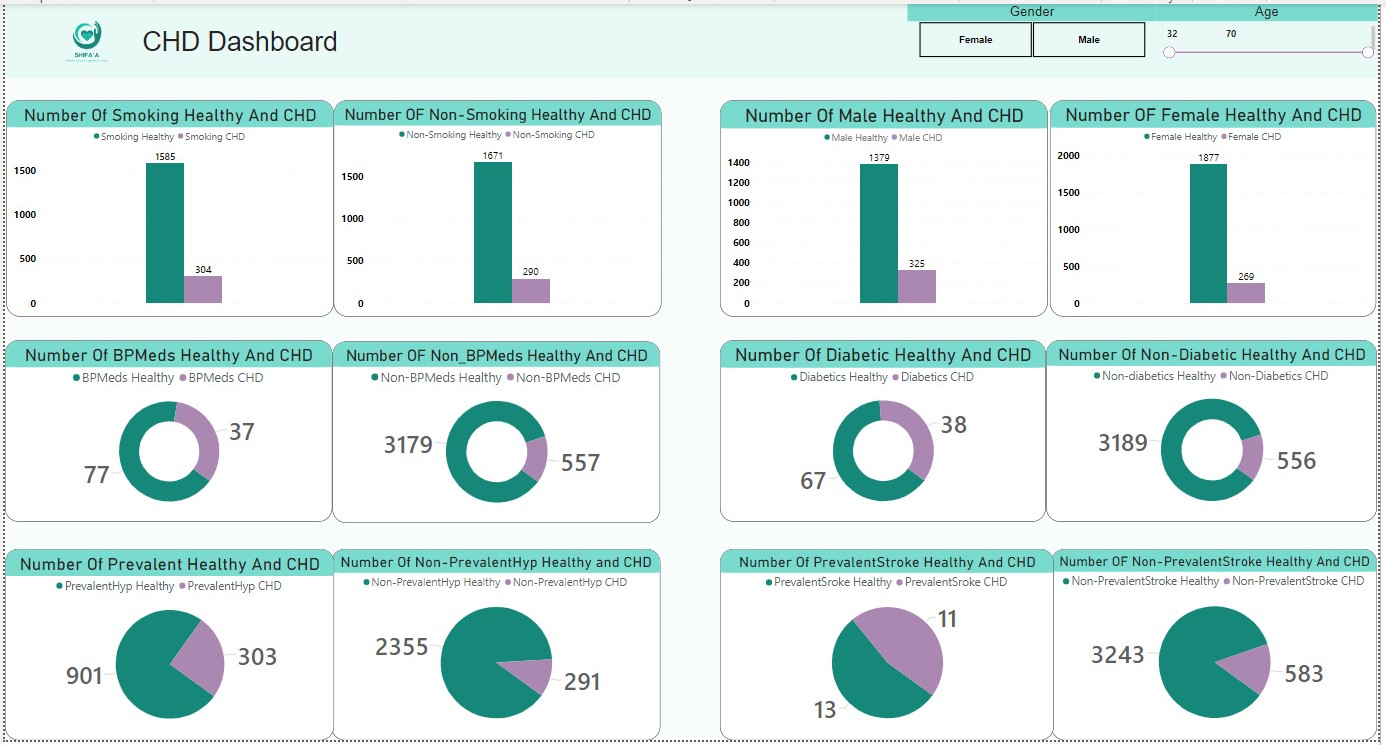 SHIFA'A
CHD Dashboard
Gender
Female
Male
Age
32
70
Number Of Smoking Healthy And CHD
Smoking Healthy Smoking CHD
1500
1000
500
0
1585
304
Number OF Non-Smoking Healthy And CHD
Non-Smoking Healthy Non-Smoking CHD
1500
1000
500
0
1671
290
Number Of Male Healthy And CHD
Male Healthy Male CHD
1400
1200
1000
800
600
400
200
0
1379
325
Number OF Female Healthy And CHD
Female Healthy Female CHD
2000
1500
1000
500
0
1877
269
Number Of BPMeds Healthy And CHD
BPMeds Healthy BPMeds CHD
37
77
Number OF Non_BPMeds Healthy And CHD
Non-BPMeds Healthy Non-BPMeds CHD
3179
557
Number Of Diabetic Healthy And CHD
Diabetics Healthy Diabetics CHD
38
67
Number Of Non-Diabetic Healthy And CHD
Non-diabetics Healthy Non-Diabetics CHD
3189
556
Number Of Prevalent Healthy And CHD
PrevalentHyp Healthy PrevalentHyp CHD
303
901
Number Of Non-PrevalentHyp Healthy and CHD
Non-PrevalentHyp Healthy Non-PrevalentHyp CHD
2355
291
Number Of PrevalentStroke Healthy And CHD
PrevalentSroke Healthy PrevalentSroke CHD
11
13
Number OF Non-PrevalentStroke Healthy And CHD
Non-PrevalentStroke Healthy Non-PrevalentStroke CHD
3243
583